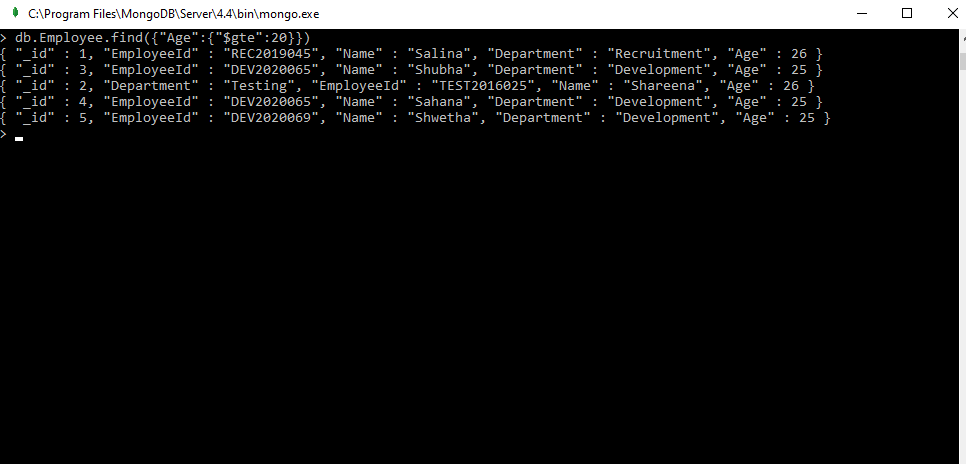 C:\Program Files\MongoDB\Server\4.4\bin\mongo.exe
> db.Employee.find({"Age":{"$gte":20}})
{ "_id" : 1, "EmployeeId" : "REC2019045", "Name" : "Salina", "Department" : "Recruitment", "Age" : 26 }
{ "_id" : 3, "EmployeeId" : "DEV2020065", "Name" : "Shubha", "Department" : "Development", "Age" : 25 }
{ "_id" : 2, "Department" : "Testing", "EmployeeId" : "TEST2016025", "Name" : "Shareena", "Age" : 26 }
{ "_id" : 4, "EmployeeId" : "DEV2020065", "Name" : "Sahana", "Department" : "Development", "Age" : 25 }
{ "_id" : 5, "EmployeeId" : "DEV2020069", "Name" : "Shwetha", "Department" : "Development", "Age" : 25 }
>